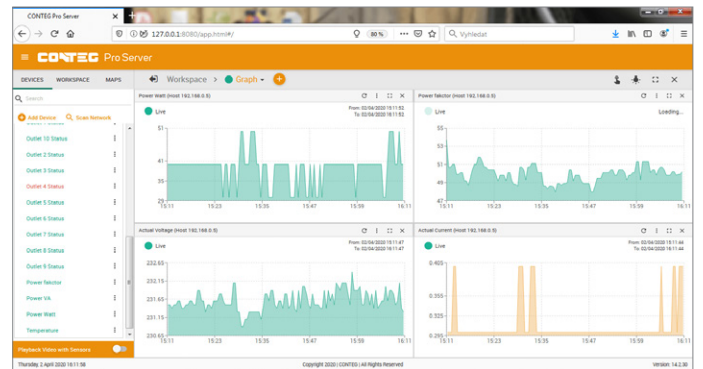 CONTEG Pro Server
127.0.0.1:8080/app.html#/
80 %
Vyhledat
CONTEG Pro Server
DEVICES WORKSPACE MAPS
Workspace > Graph
Search
Add Device Scan Network
Outlet 10 Status
Outlet 2 Status
Outlet 3 Status
Outlet 4 Status
Outlet 5 Status
Outlet 6 Status
Outlet 7 Status
Outlet 8 Status
Outlet 9 Status
Power faktor
Power VA
Power Watt
Temperature
Playback Video with Sensors
Power Watt (Host 192.168.0.5)
Live
From: 02/04/2020 15:11:52
To: 02/04/2020 16:11:52
51
41
35
29
15:11 15:23 15:35 15:47 15:59 16:11
Power faktor (Host 192.168.0.5)
Live
Loading...
55
53
51
49
47
15:11 15:23 15:35 15:47 15:59 16:11
Actual Voltage (Host 192.168.0.5)
Live
From: 02/04/2020 15:11:47
To: 02/04/2020 16:11:47
232.65
232.15
231.65
231.15
230.65
15:11 15:23 15:35 15:47 15:59 16:11
Actual Current (Host 192.168.0.5)
Live
From: 02/04/2020 15:11:44
To: 02/04/2020 16:11:44
0.405
0.355
0.305
0.255
15:11 15:23 15:35 15:47 15:59 16:11
Thursday, 2 April 2020 16:11:58
Copyright 2020 | CONTEG | All Rights Reserved
Version: 14.2.30